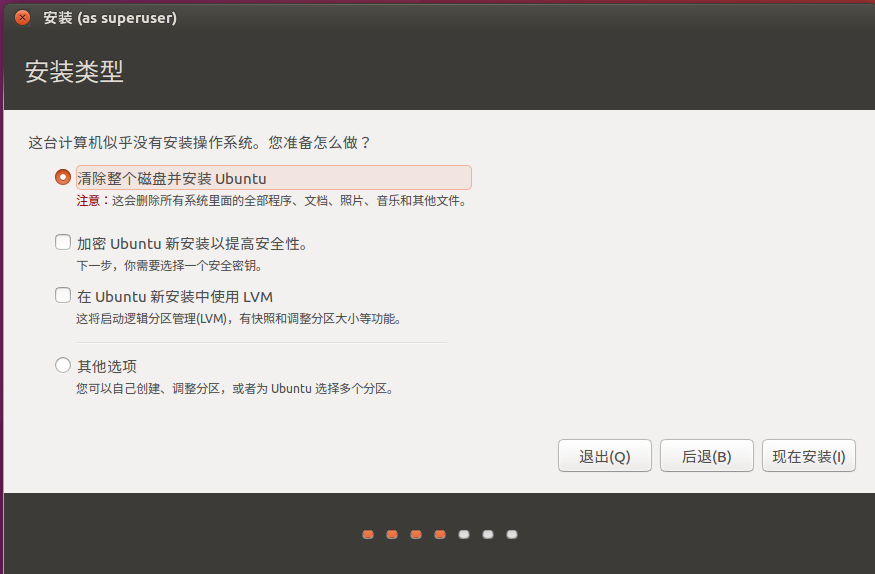 安装 (as superuser)
安装类型
这台计算机似乎没有安装操作系统。您准备怎么做？
清除整个磁盘并安装 Ubuntu
注意：这会删除所有系统里面的全部程序、文档、照片、音乐和其他文件。
加密 Ubuntu 新安装以提高安全性。
下一步，你需要选择一个安全密钥。
在 Ubuntu 新安装中使用 LVM
这将启动逻辑分区管理(LVM)，有快照和调整分区大小等功能。
其他选项
您可以自己创建、调整分区，或者为 Ubuntu 选择多个分区。
退出(Q) 后退(B) 现在安装(I)